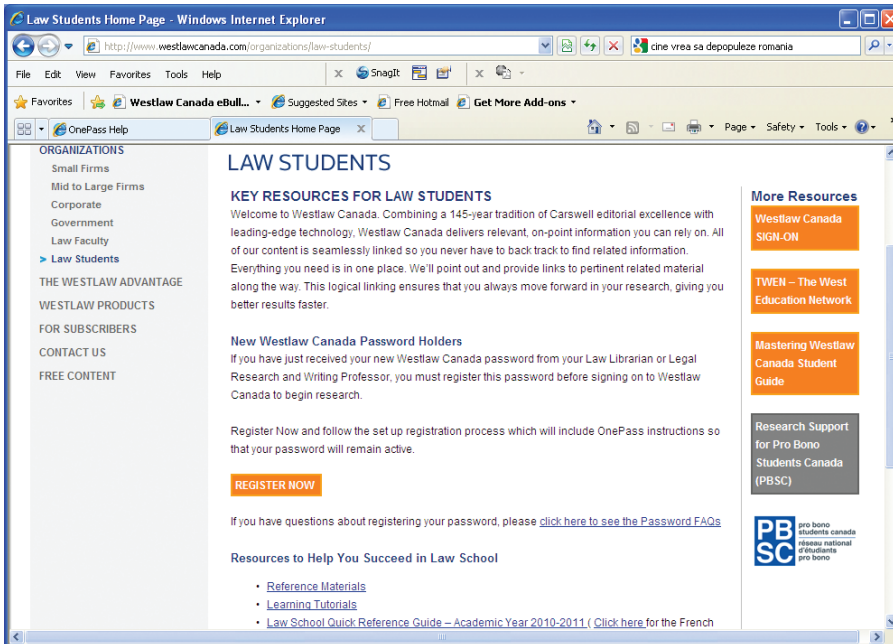 Law Students Home Page - Windows Internet Explorer
http://www.westlawcanada.com/organizations/law-students/
cine vrea sa depopuleze romania
File Edit View Favorites Tools Help
x SnagIt x
Favorites Westlaw Canada eBull... Suggested Sites Free Hotmail Get More Add-ons
OnePass Help Law Students Home Page X Page Safety Tools
ORGANIZATIONS
Small Firms
Mid to Large Firms
Corporate
Government
Law Faculty
> Law Students
THE WESTLAW ADVANTAGE
WESTLAW PRODUCTS
FOR SUBSCRIBERS
CONTACT US
FREE CONTENT
LAW STUDENTS
KEY RESOURCES FOR LAW STUDENTS
Welcome to Westlaw Canada. Combining a 145-year tradition of Carswell editorial excellence with
leading-edge technology, Westlaw Canada delivers relevant, on-point information you can rely on. All
of our content is seamlessly linked so you never have to back track to find related information.
Everything you need is in one place. We'll point out and provide links to pertinent related material
along the way. This logical linking ensures that you always move forward in your research, giving you
better results faster.
New Westlaw Canada Password Holders
If you have just received your new Westlaw Canada password from your Law Librarian or Legal
Research and Writing Professor, you must register this password before signing on to Westlaw
Canada to begin research.
Register Now and follow the set up registration process which will include OnePass instructions so
that your password will remain active.
REGISTER NOW
If you have questions about registering your password, please click here to see the Password FAQs
Resources to Help You Succeed in Law School
• Reference Materials
• Learning Tutorials
• Law School Quick Reference Guide – Academic Year 2010-2011 ( Click here for the French
More Resources
Westlaw Canada
SIGN-ON
TWEN – The West
Education Network
Mastering Westlaw
Canada Student
Guide
Research Support
for Pro Bono
Students Canada
(PBSC)
PB
SC
pro bono
students canada
réseau national
d'étudiants
pro bono